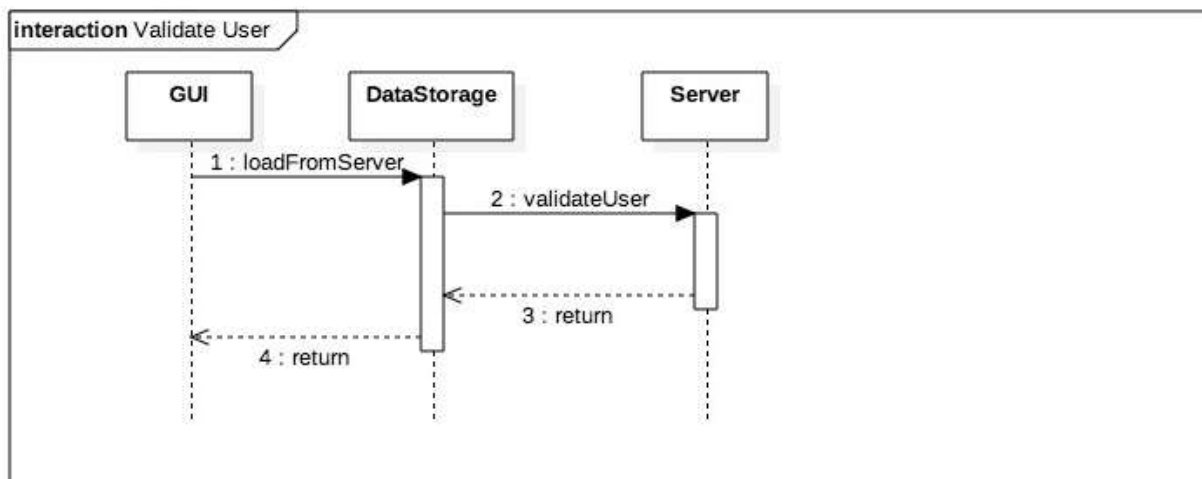 interaction Validate User
GUI
DataStorage
Server
1 : loadFromServer
2 : validateUser
3 : return
4 : return